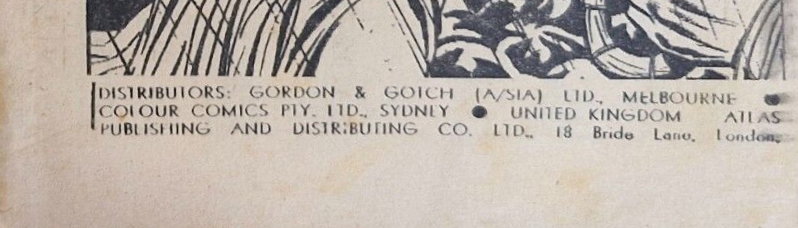 DISTRIBUTORS: GORDON & GOTCH (A/SIA) LTD., MELBOURNE ●
COLOUR COMICS PTY. LTD., SYDNEY ● UNITED KINGDOM ATLAS
PUBLISHING AND DISTRIBUTING CO. LTD., 18 Bride Lane, London,